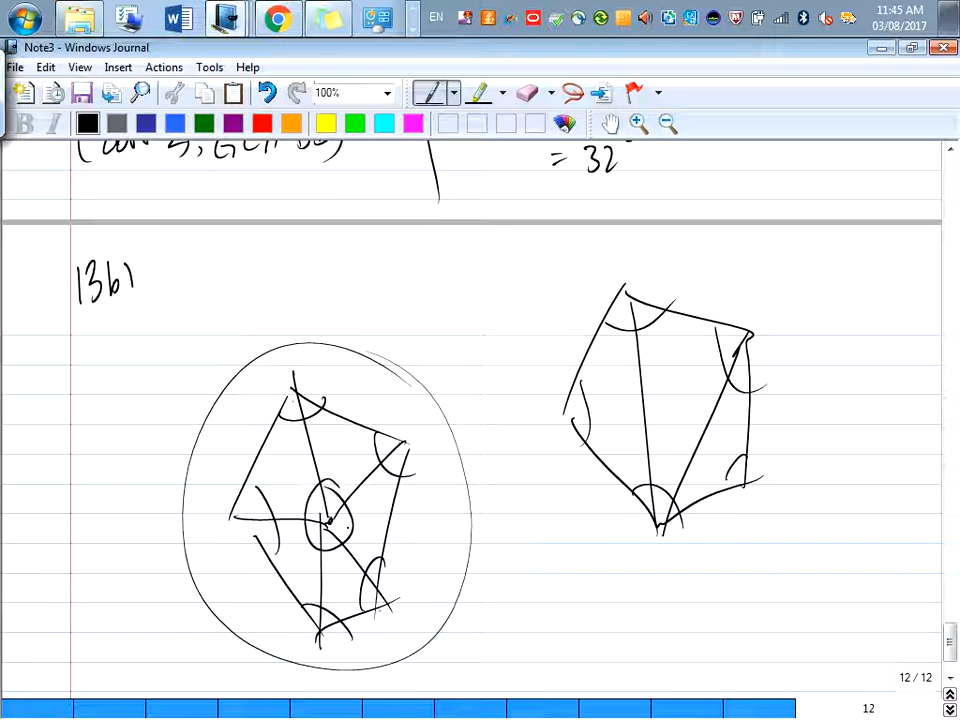 EN
11:45 AM
03/08/2017
Note3 - Windows Journal
File Edit View Insert Actions Tools Help
100%
B I
= 32
1361
12 / 12
12